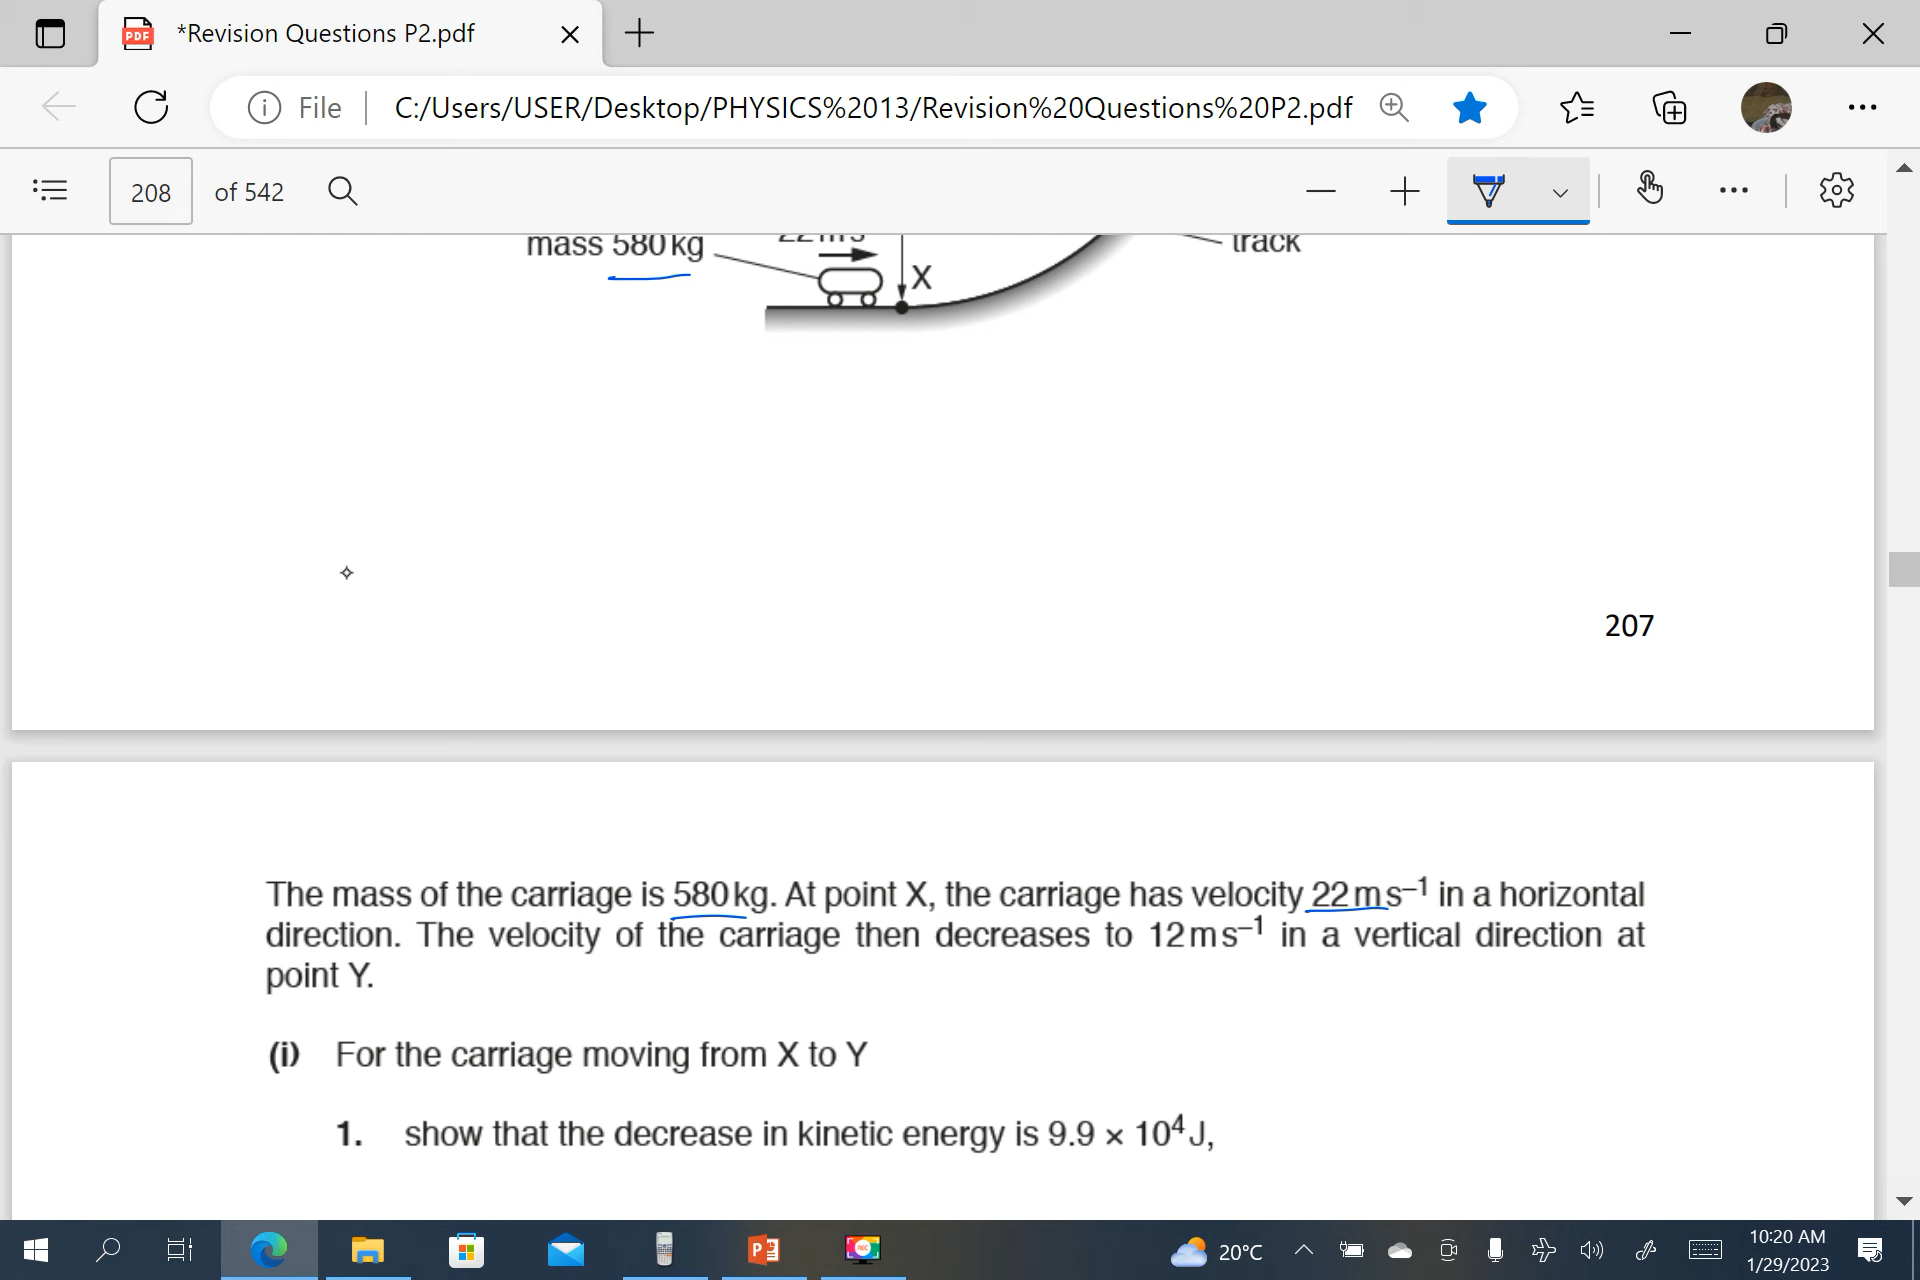 *Revision Questions P2.pdf
File
C:/Users/USER/Desktop/PHYSICS%2013/Revision%20Questions%20P2.pdf
208 of 542
mass 580 kg
track
X
207
The mass of the carriage is 580 kg. At point X, the carriage has velocity 22 m s⁻¹ in a horizontal
direction. The velocity of the carriage then decreases to 12 m s⁻¹ in a vertical direction at
point Y.
(i) For the carriage moving from X to Y
1. show that the decrease in kinetic energy is 9.9 × 10⁴ J,
20°C
10:20 AM
1/29/2023